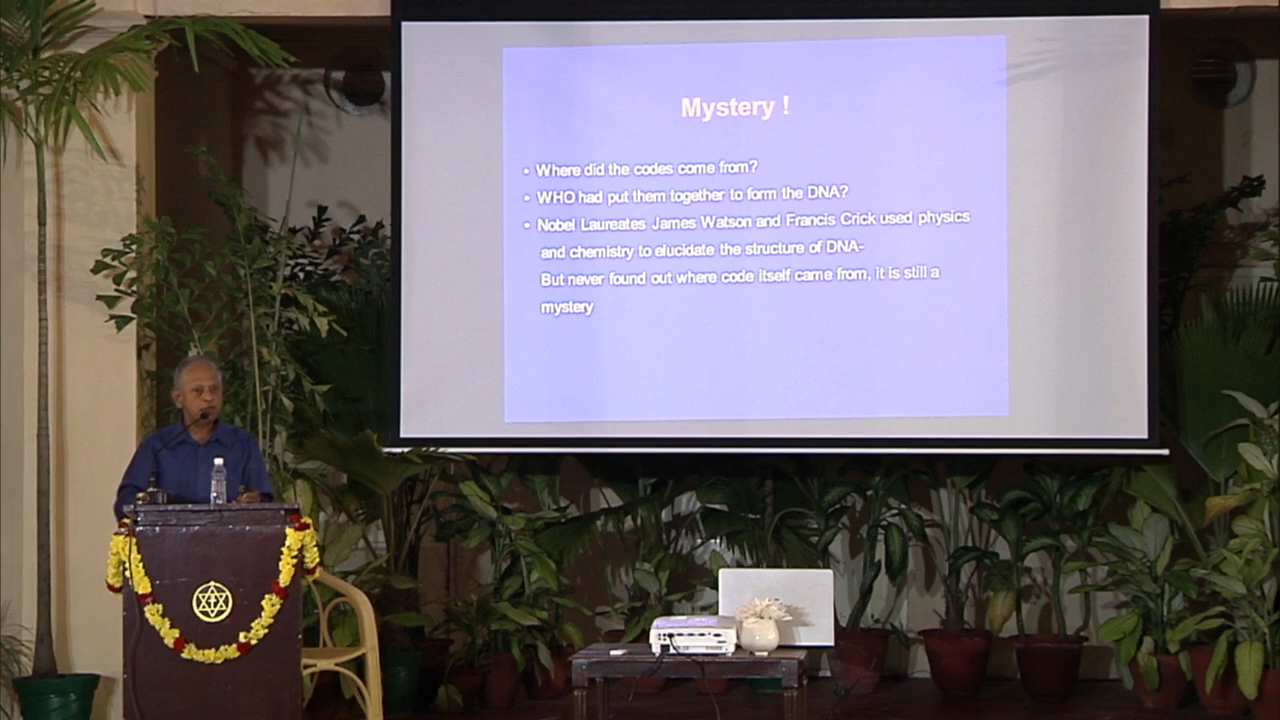 Mystery !
• Where did the codes come from?
• WHO had put them together to form the DNA?
• Nobel Laureates James Watson and Francis Crick used physics
and chemistry to elucidate the structure of DNA-
But never found out where code itself came from, it is still a
mystery